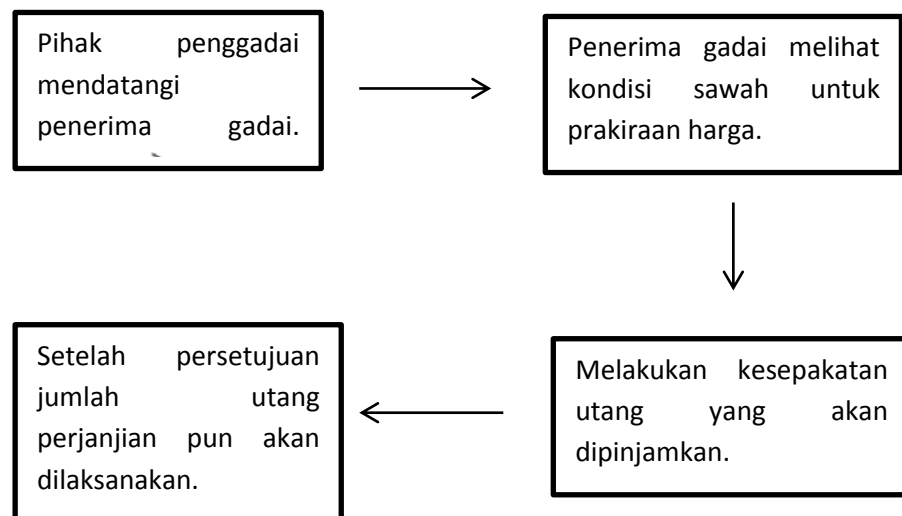 Pihak penggadai
mendatangi
penerima gadai.
Penerima gadai melihat
kondisi sawah untuk
prakiraan harga.
Melakukan kesepakatan
utang yang akan
dipinjamkan.
Setelah persetujuan
jumlah utang
perjanjian pun akan
dilaksanakan.